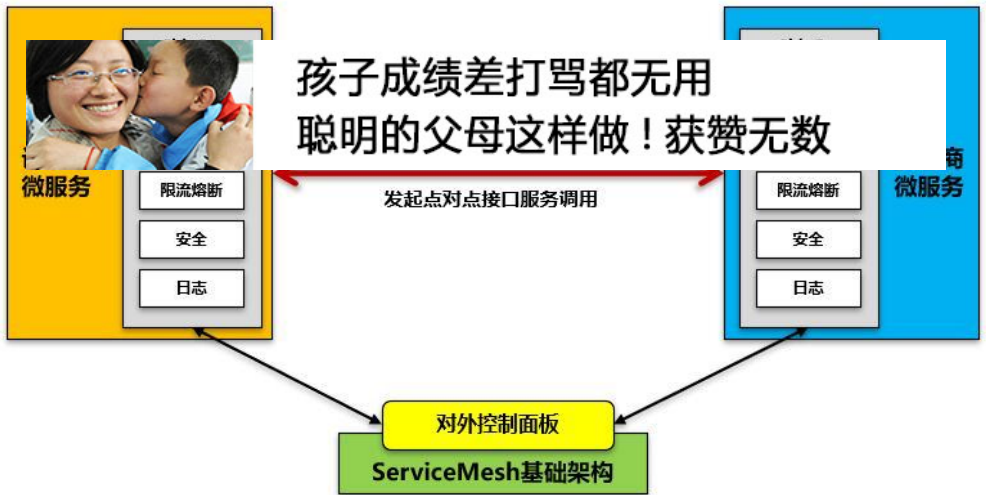 孩子成绩差打骂都无用
聪明的父母这样做！获赞无数
微服务
限流熔断
安全
日志
发起点对点接口服务调用
商
微服务
限流熔断
安全
日志
对外控制面板
ServiceMesh基础架构